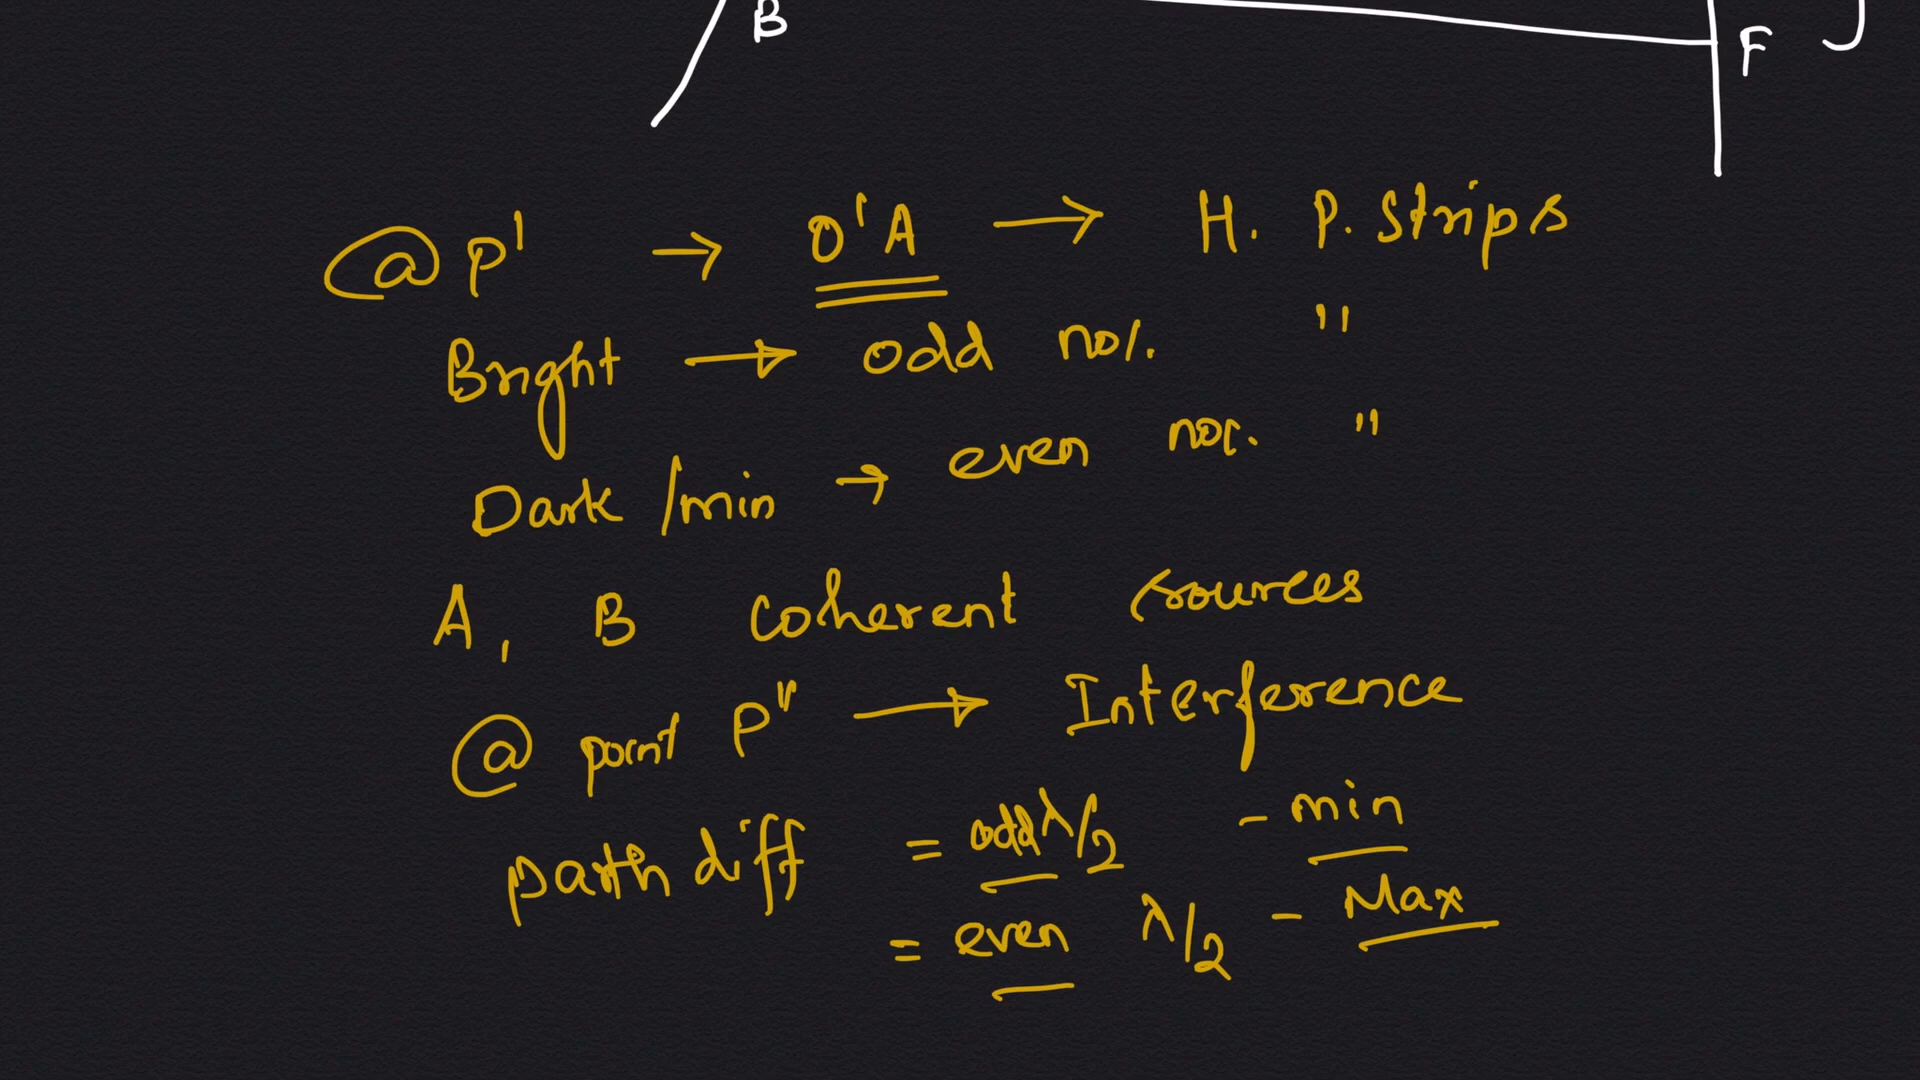 B F
@ P' → O'A → H. P. Strips
Bright → odd no/. "
Dark /min → even nos. "
A, B coherent sources
@ point P" → Interference
path diff = odd λ/2 - min
= even λ/2 - Max